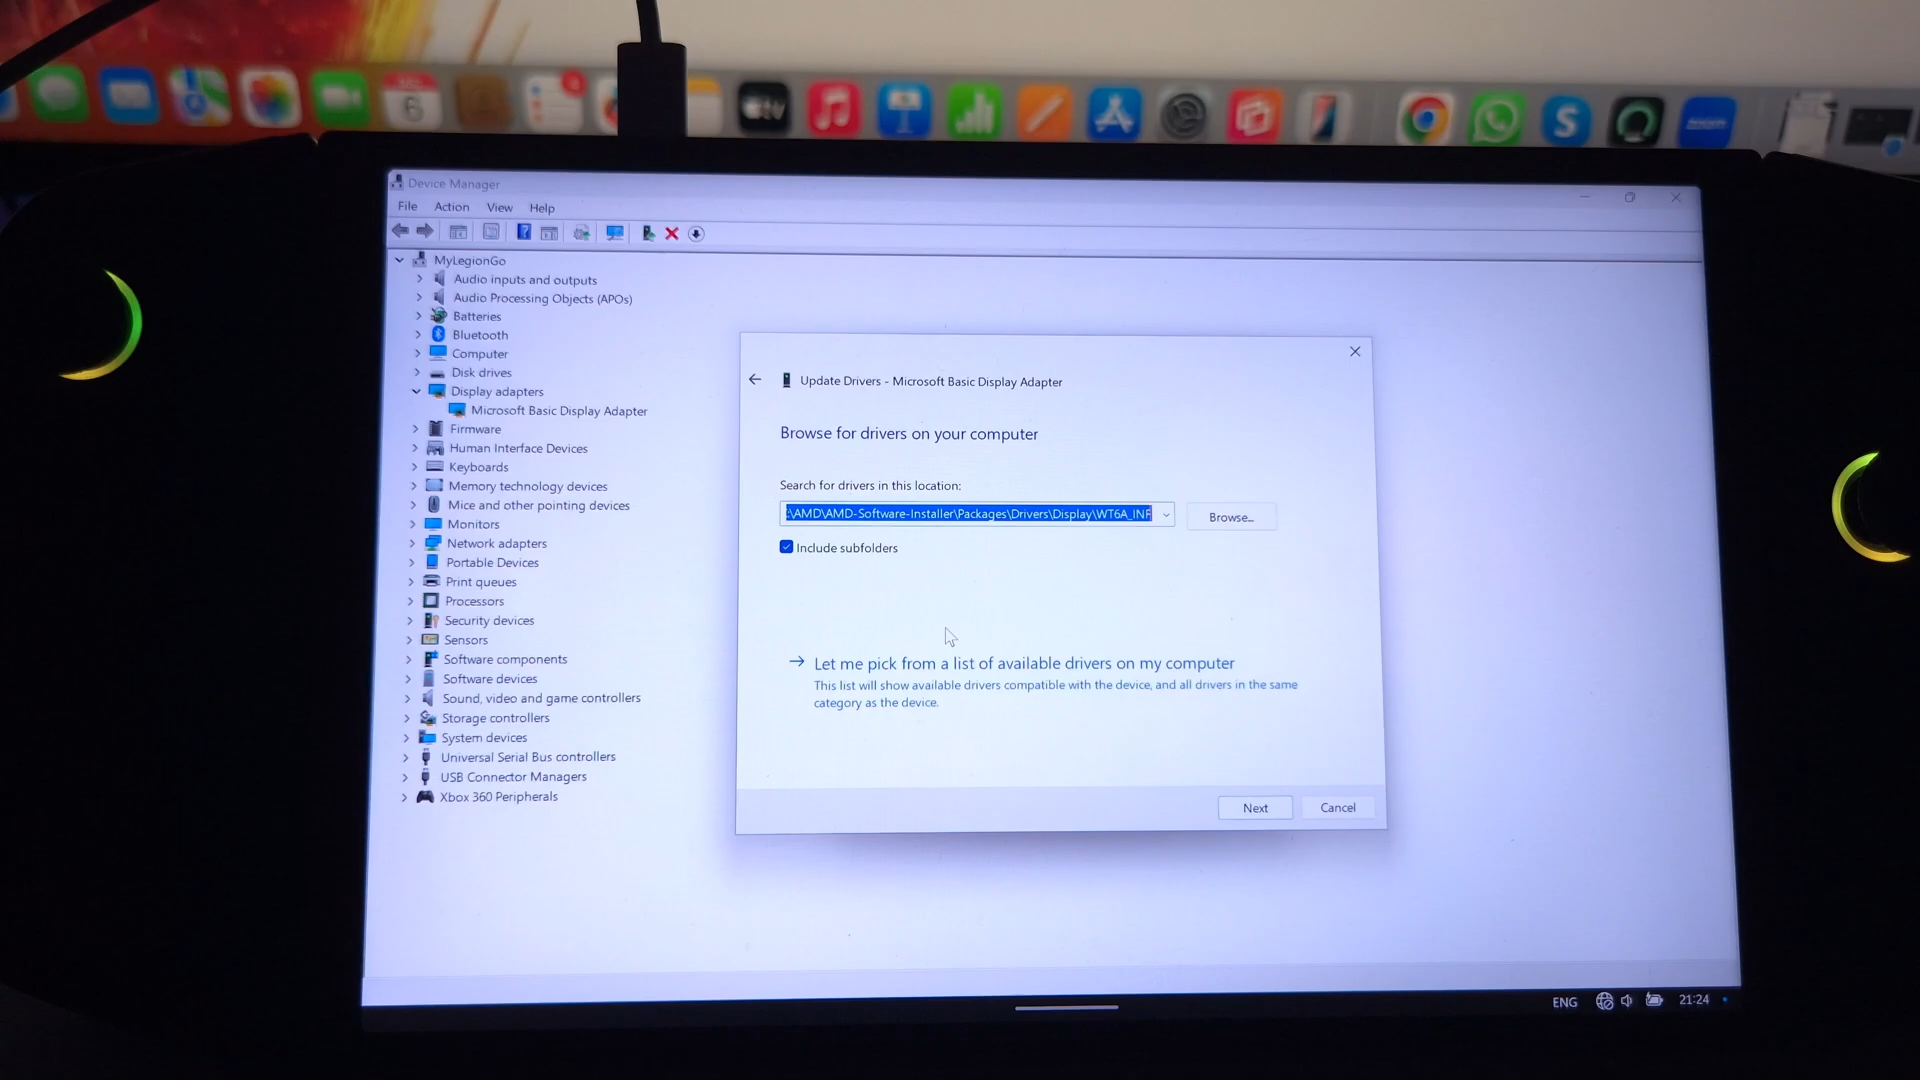 6
tv
S
Device Manager
File Action View Help
MyLegionGo
Audio inputs and outputs
Audio Processing Objects (APOs)
Batteries
Bluetooth
Computer
Disk drives
Display adapters
Microsoft Basic Display Adapter
Firmware
Human Interface Devices
Keyboards
Memory technology devices
Mice and other pointing devices
Monitors
Network adapters
Portable Devices
Print queues
Processors
Security devices
Sensors
Software components
Software devices
Sound, video and game controllers
Storage controllers
System devices
Universal Serial Bus controllers
USB Connector Managers
Xbox 360 Peripherals
Update Drivers - Microsoft Basic Display Adapter
Browse for drivers on your computer
Search for drivers in this location:
:\AMD\AMD-Software-Installer\Packages\Drivers\Display\WT6A_INF
Browse...
Include subfolders
Let me pick from a list of available drivers on my computer
This list will show available drivers compatible with the device, and all drivers in the same
category as the device.
Next Cancel
ENG 21:24